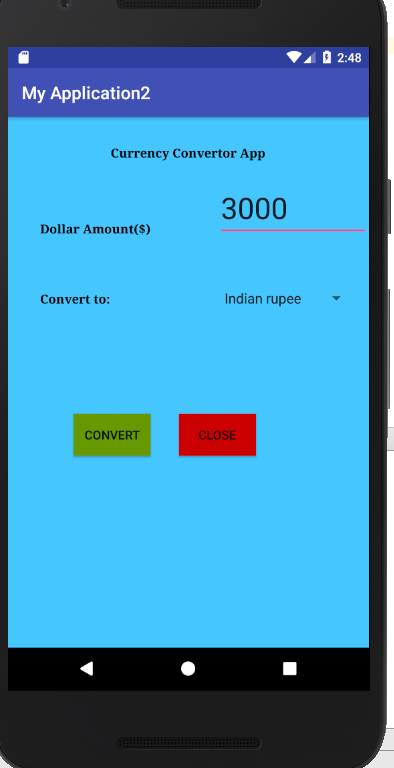 2:48
My Application2
Currency Convertor App
3000
Dollar Amount($)
Convert to:
Indian rupee
CONVERT
CLOSE